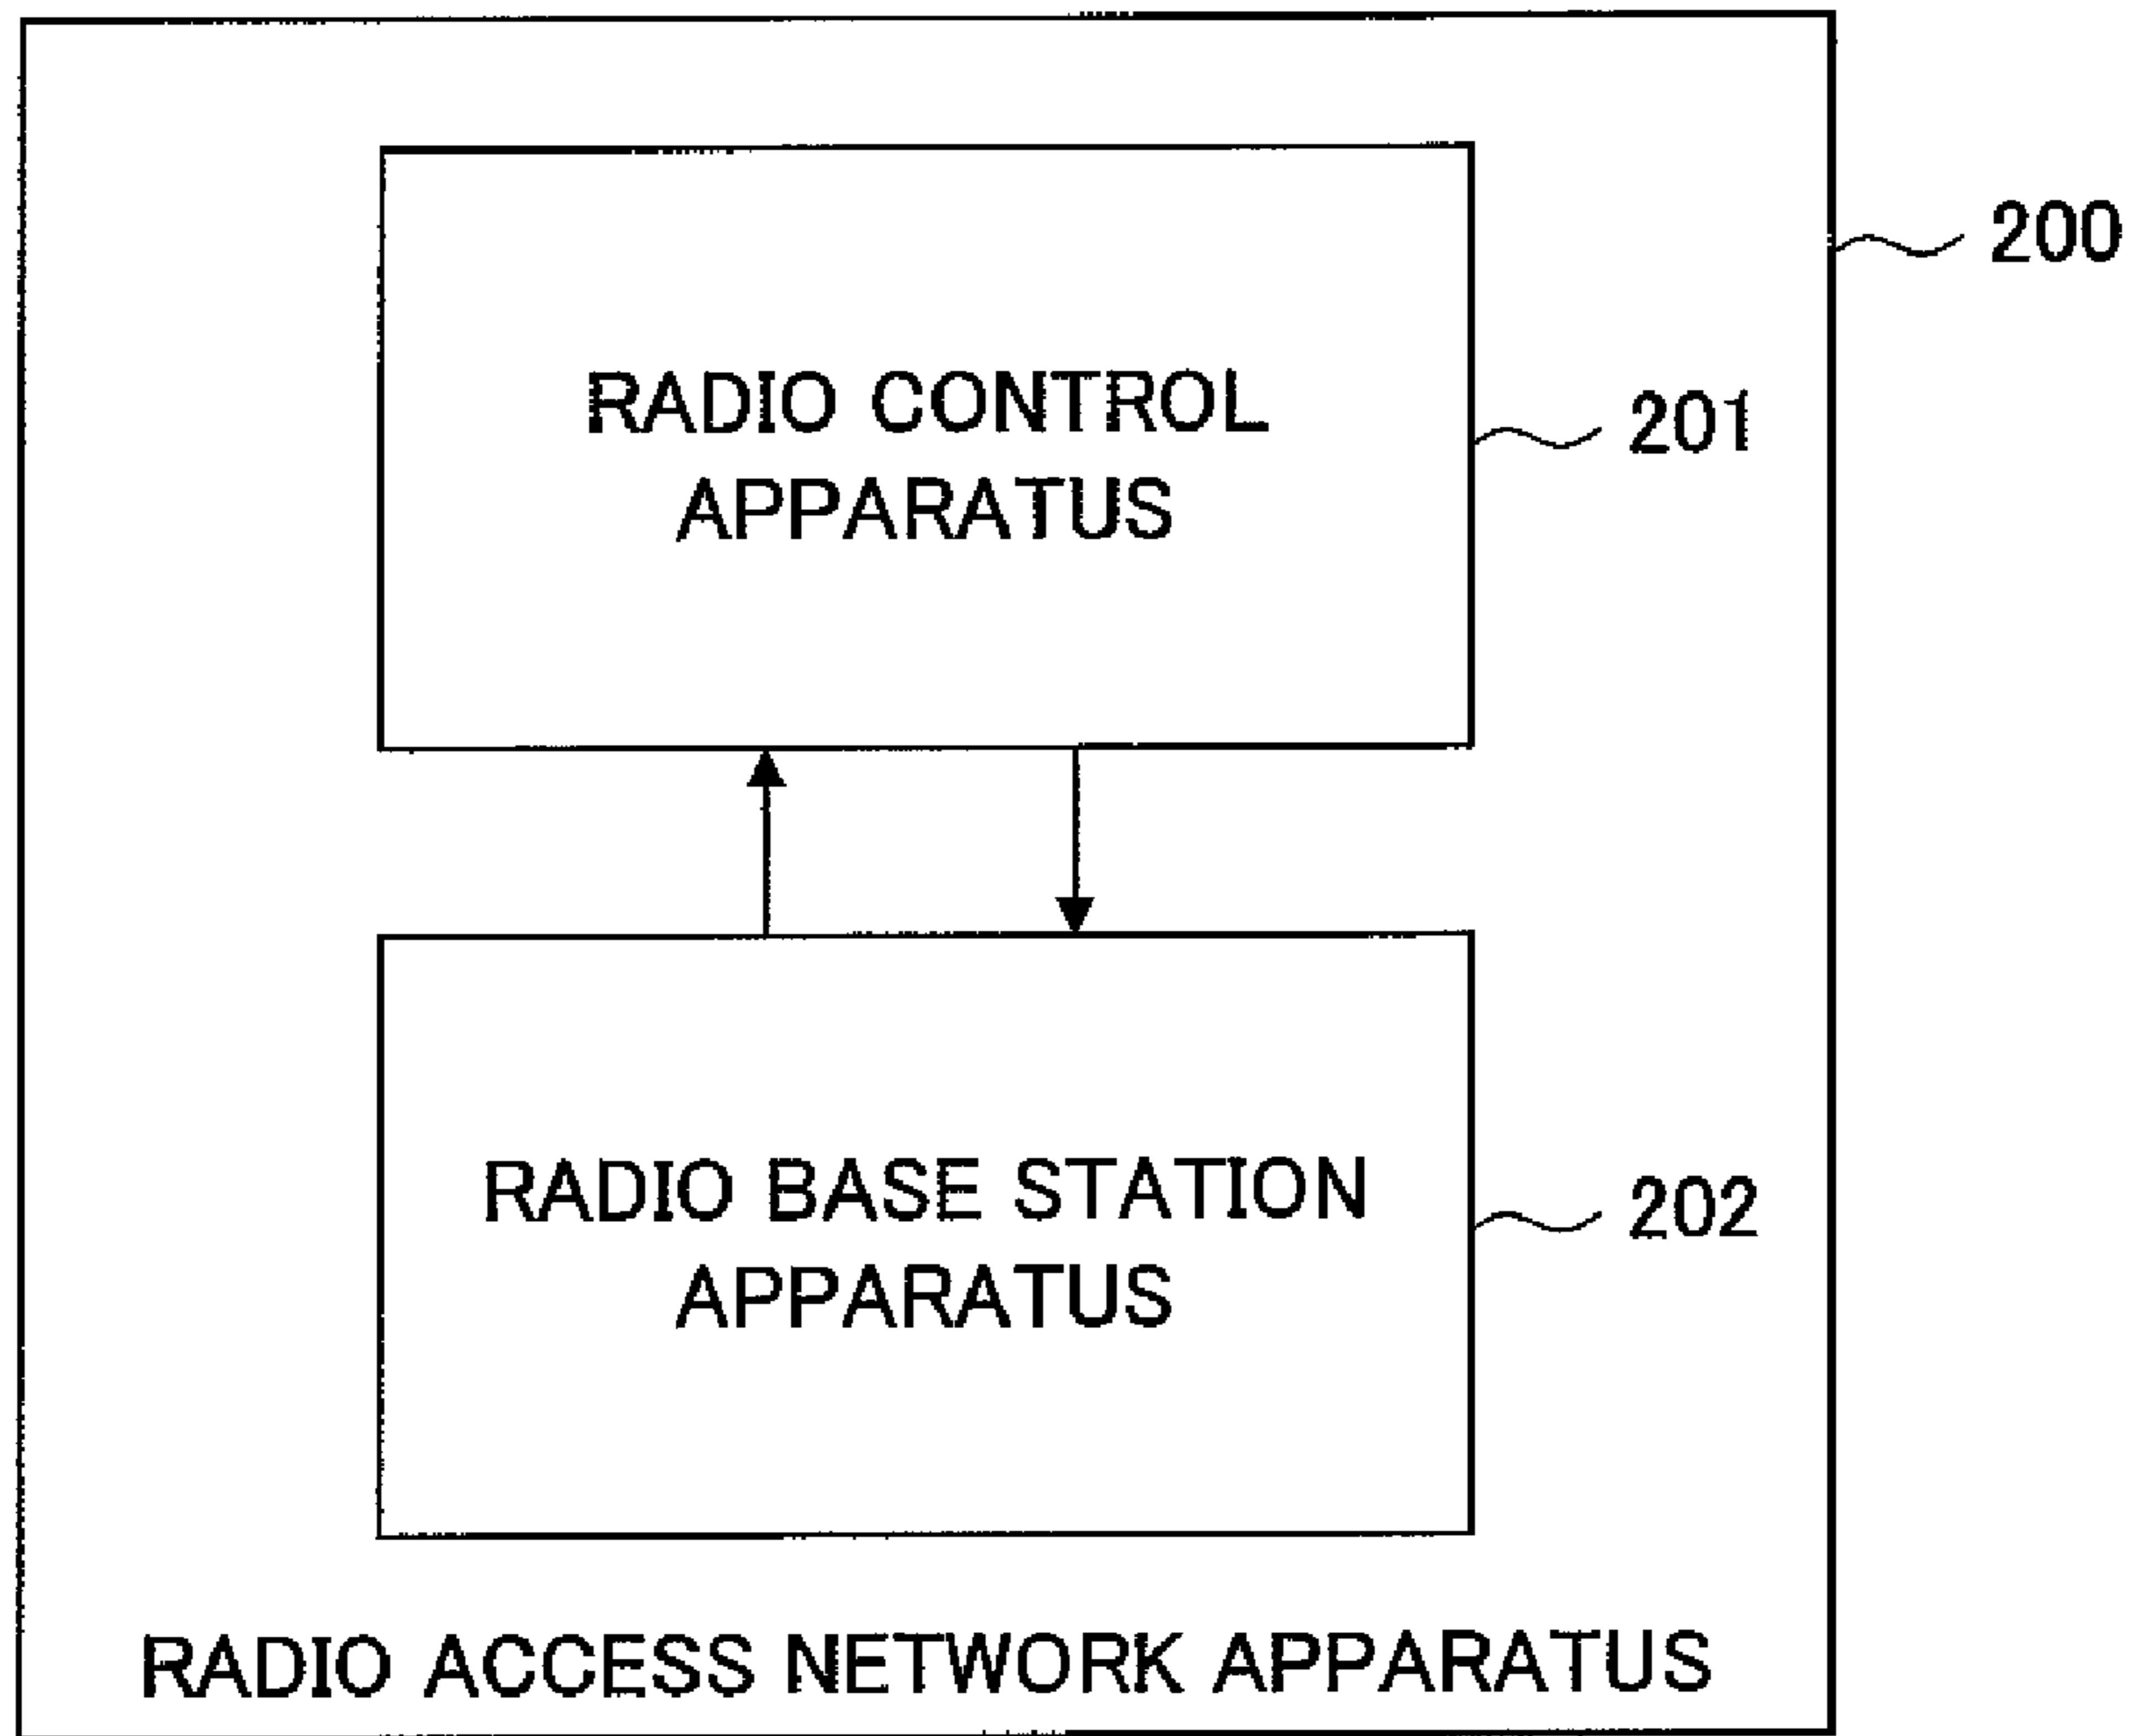 200
RADIO CONTROL
APPARATUS
201
RADIO BASE STATION
APPARATUS
202
RADIO ACCESS NETWORK APPARATUS